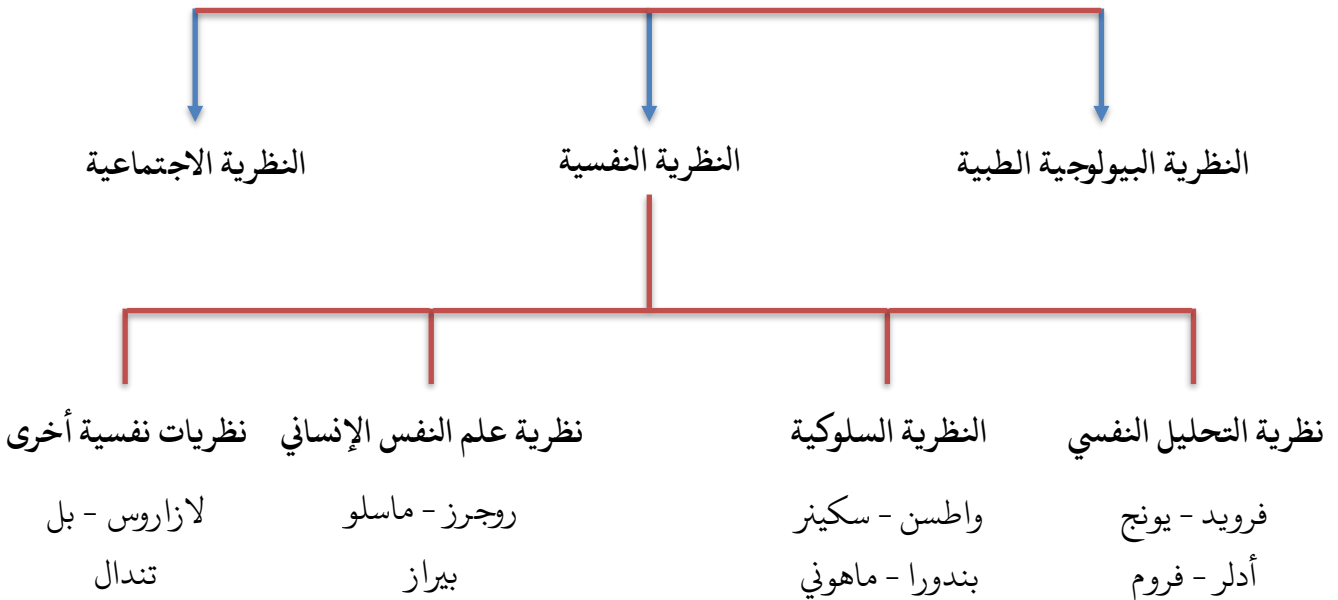 النظرية البيولوجية الطبية
النظرية النفسية
النظرية الاجتماعية
نظرية التحليل النفسي
فرويد - يونج
أدلر - فروم
النظرية السلوكية
واطسن - سكينر
بندورا - ماهوني
نظرية علم النفس الإنساني
روجرز - ماسلو
بيراز
نظريات نفسية أخرى
لازاروس - بل
تندال